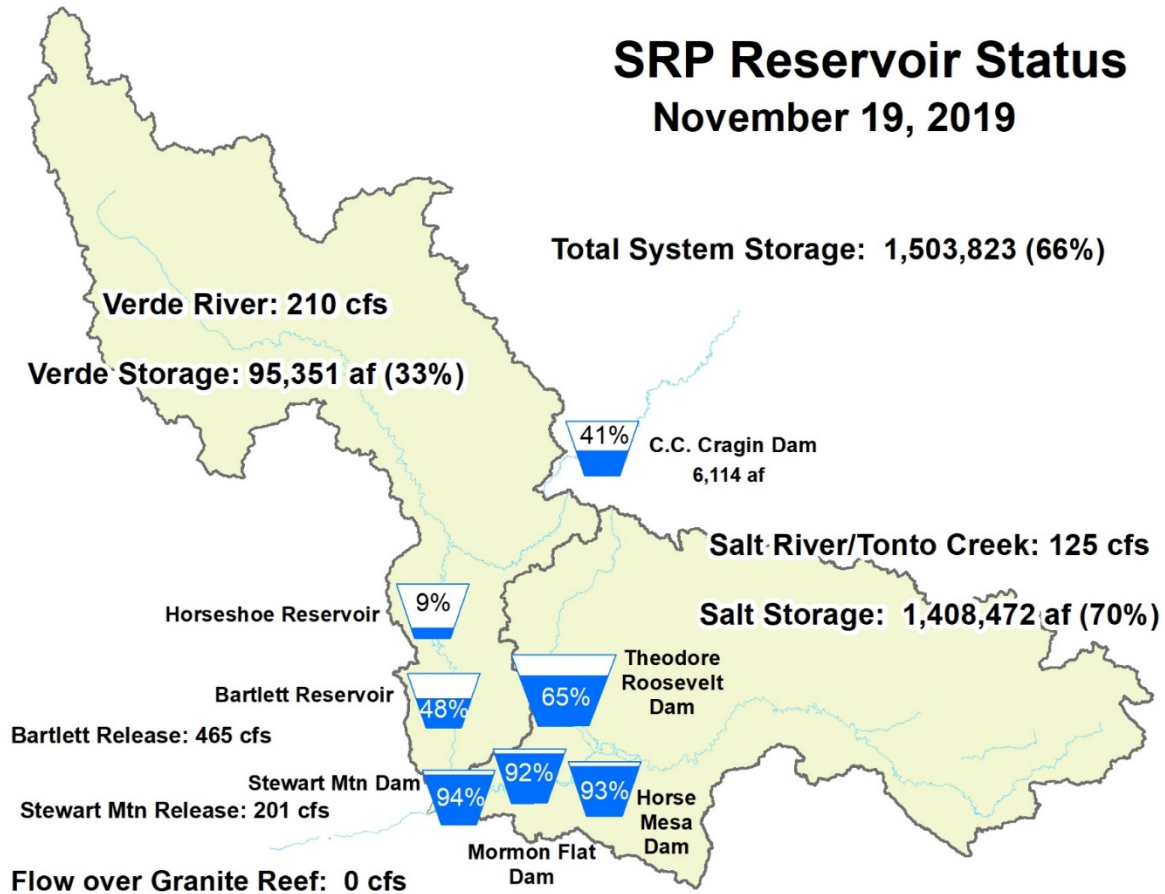 SRP Reservoir Status
November 19, 2019
Total System Storage: 1,503,823 (66%)
Verde River: 210 cfs
Verde Storage: 95,351 af (33%)
41%
C.C. Cragin Dam
6,114 af
Salt River/Tonto Creek: 125 cfs
Salt Storage: 1,408,472 af (70%)
Horseshoe Reservoir
9%
Theodore
Roosevelt
Dam
65%
Bartlett Reservoir
48%
Bartlett Release: 465 cfs
Stewart Mtn Dam
94%
92%
93%
Horse
Mesa
Dam
Stewart Mtn Release: 201 cfs
Mormon Flat
Dam
Flow over Granite Reef: 0 cfs